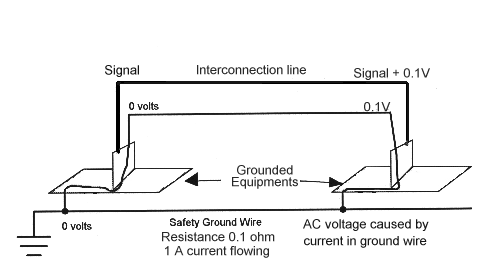 Signal
Interconnection line
Signal + 0.1V
0 volts
0.1V
Grounded
Equipments
0 volts
Safety Ground Wire
Resistance 0.1 ohm
1 A current flowing
AC voltage caused by
current in ground wire